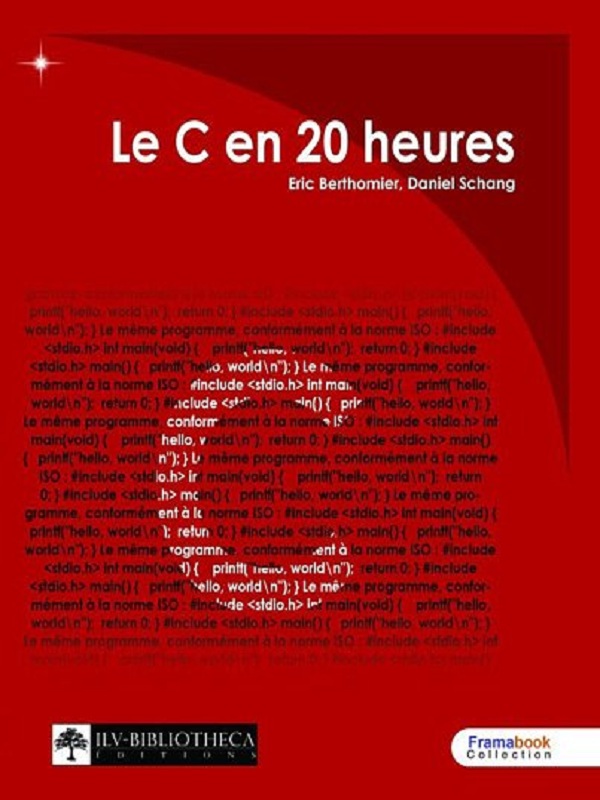 Le C en 20 heures
Eric Berthomier, Daniel Schang
printf("hello, world\n"); return 0; } #include <stdio.h> main() { printf("hello,
world\n"); } Le même programme, conformément à la norme ISO : #include
<stdio.h> int main(void) { printf("hello, world\n"); return 0; } #include
<stdio.h> main() { printf("hello, world\n"); } Le même programme, confor-
mément à la norme ISO : #include <stdio.h> int main(void) { printf("hello,
world\n"); return 0; } #include <stdio.h> main() { printf("hello, world\n"); }
Le même programme, conformément à la norme ISO : #include <stdio.h> int
main(void) { printf("hello, world\n"); return 0; } #include <stdio.h> main()
{ printf("hello, world\n"); } Le même programme, conformément à la norme
ISO : #include <stdio.h> int main(void) { printf("hello, world\n"); return
0; } #include <stdio.h> main() { printf("hello, world\n"); } Le même pro-
gramme, conformément à la norme ISO : #include <stdio.h> int main(void) {
printf("hello, world\n"); return 0; } #include <stdio.h> main() { printf("hello,
world\n"); } Le même programme, conformément à la norme ISO : #include
<stdio.h> int main(void) { printf("hello, world\n"); return 0; } #include
<stdio.h> main() { printf("hello, world\n"); } Le même programme, confor-
mément à la norme ISO : #include <stdio.h> int main(void) { printf("hello,
world\n"); return 0; } #include <stdio.h> main() { printf("hello, world\n"); }
Le même programme, conformément à la norme ISO : #include <stdio.h> int
ILV-BIBLIOTHECA
ÉDITIONS
Framabook
Collection